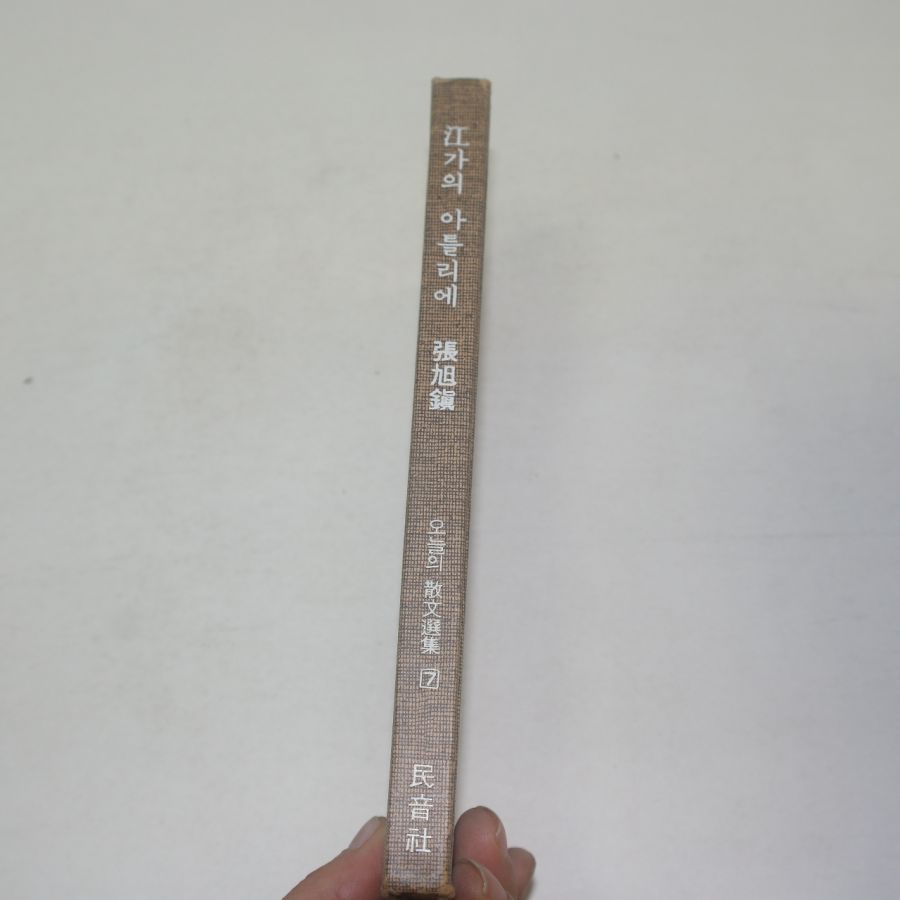 江가의 아틀리에
張旭鎭
오늘의 散文選集 7
民音社